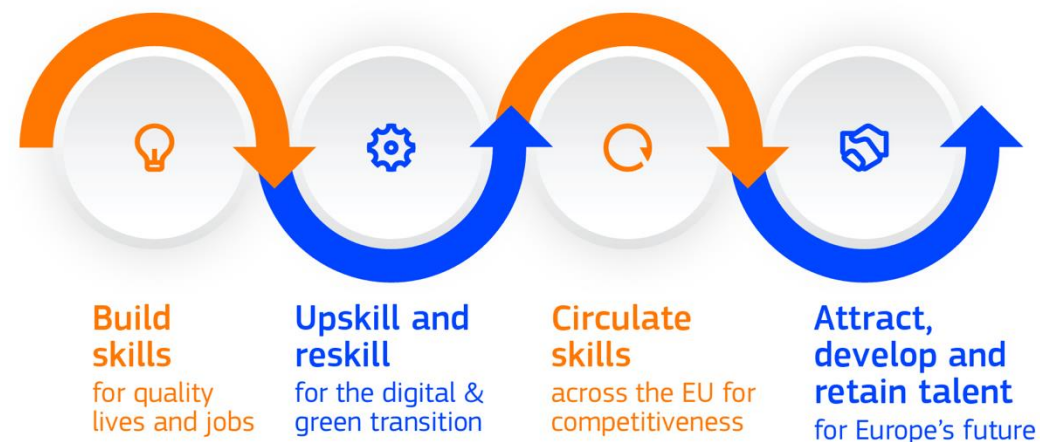 Build
skills
for quality
lives and jobs
Upskill and
reskill
for the digital &
green transition
Circulate
skills
across the EU for
competitiveness
Attract,
develop and
retain talent
for Europe's future